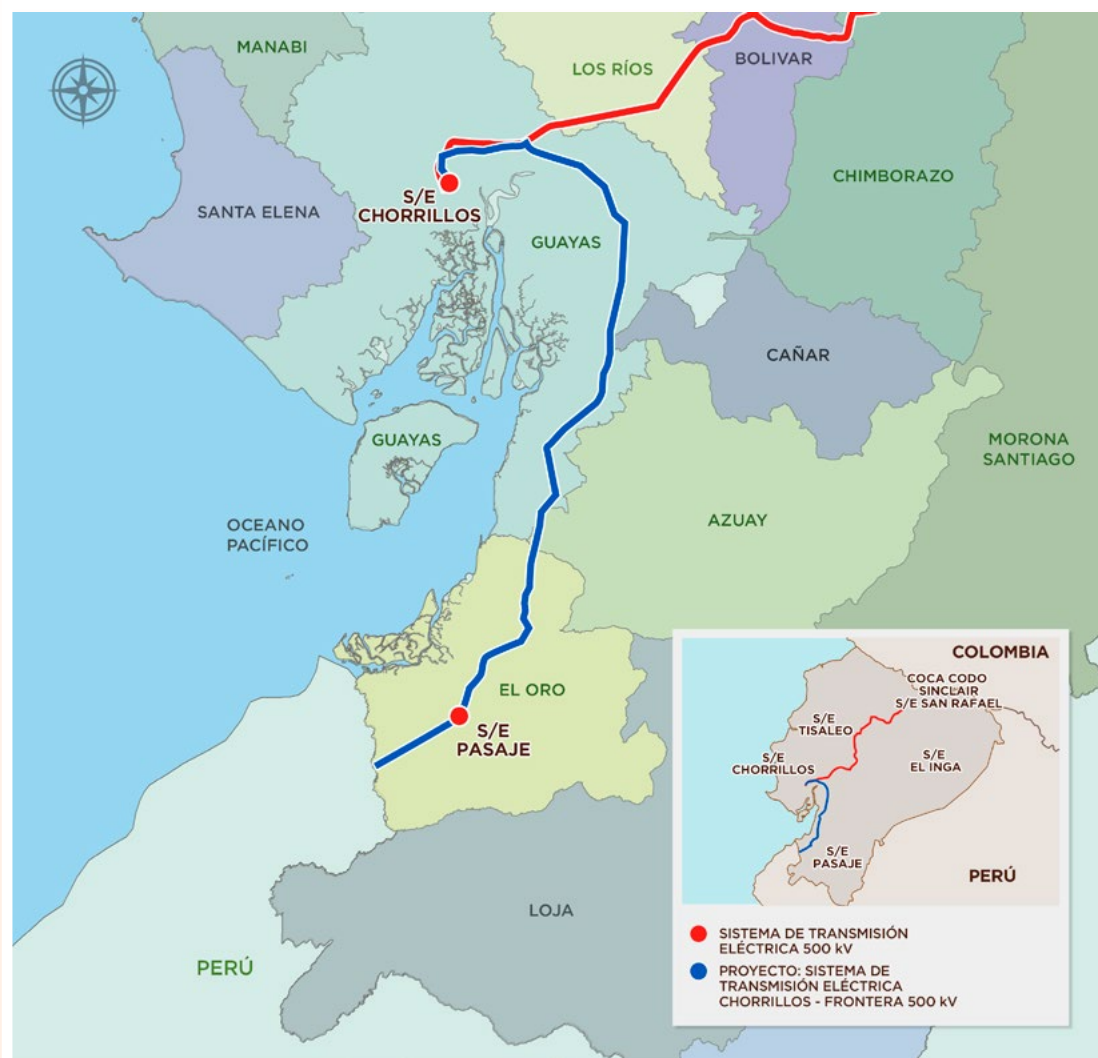 MANABI
LOS RÍOS
BOLIVAR
CHIMBORAZO
SANTA ELENA
S/E
CHORRILLOS
GUAYAS
CAÑAR
GUAYAS
MORONA
SANTIAGO
AZUAY
OCEANO
PACÍFICO
EL ORO
S/E
PASAJE
LOJA
PERÚ
COLOMBIA
COCA CODO
SINCLAIR
S/E SAN RAFAEL
S/E
TISALEO
S/E
EL INGA
S/E
CHORRILLOS
S/E
PASAJE
PERÚ
SISTEMA DE TRANSMISIÓN
ELÉCTRICA 500 kV
PROYECTO: SISTEMA DE
TRANSMISIÓN ELÉCTRICA
CHORRILLOS - FRONTERA 500 kV